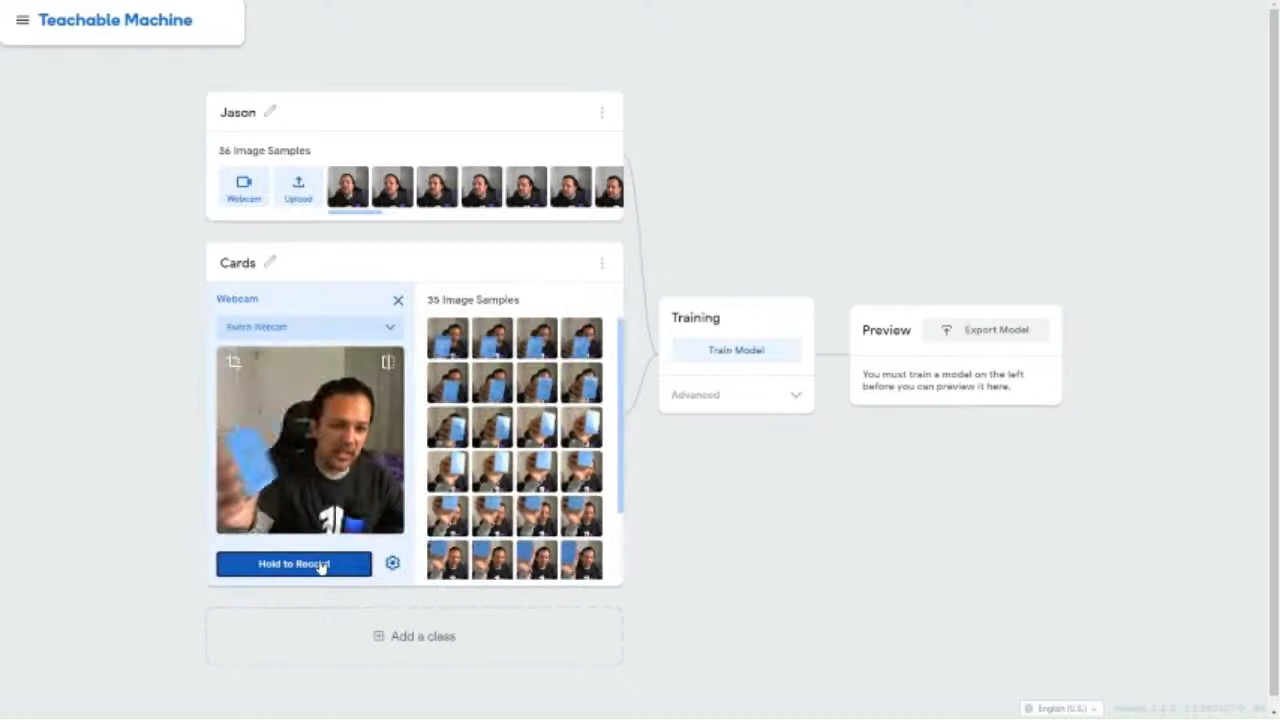 Teachable Machine
Jason
36 Image Samples
Webcam
Upload
Cards
Webcam
Switch Webcam
35 Image Samples
Hold to Record
Add a class
Training
Train Model
Advanced
Preview
Export Model
You must train a model on the left
before you can preview it here.
English (U.S.)